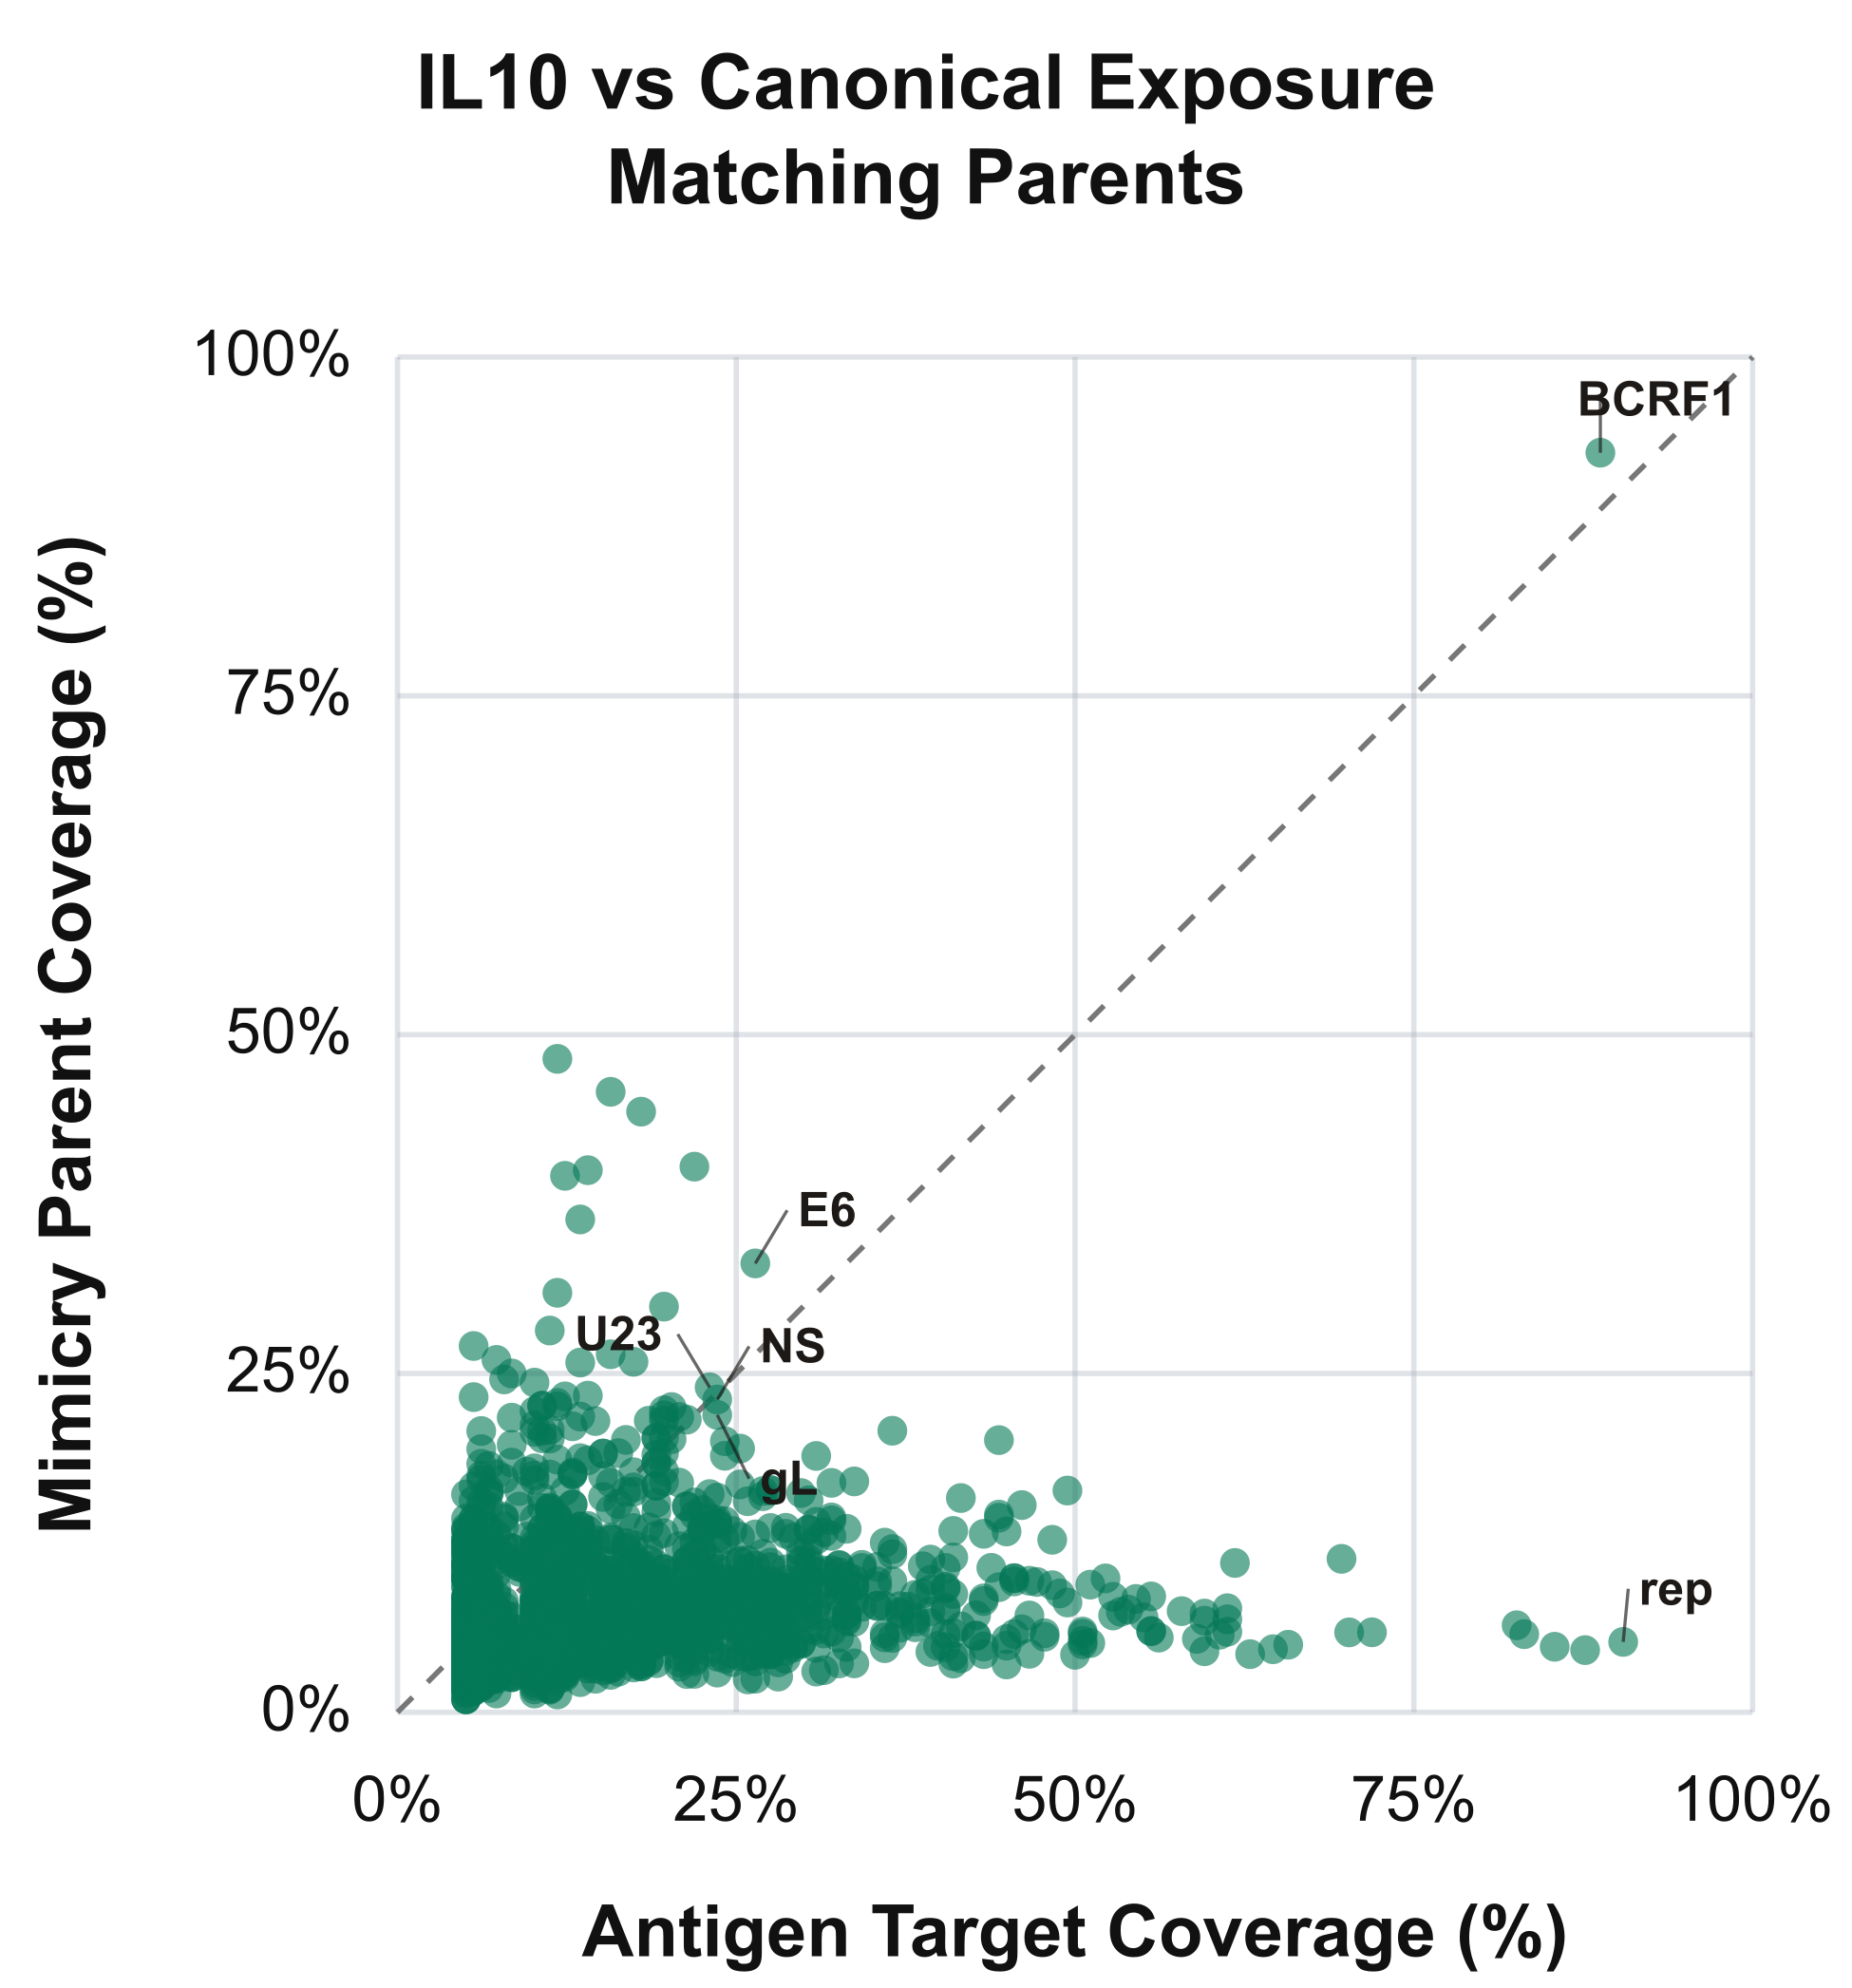 IL10 vs Canonical Exposure
Matching Parents
Mimicry Parent Coverage (%)
100%
75%
50%
25%
0%
BCRF1
E6
U23
NS
gL
rep
0%
25%
50%
75%
100%
Antigen Target Coverage (%)